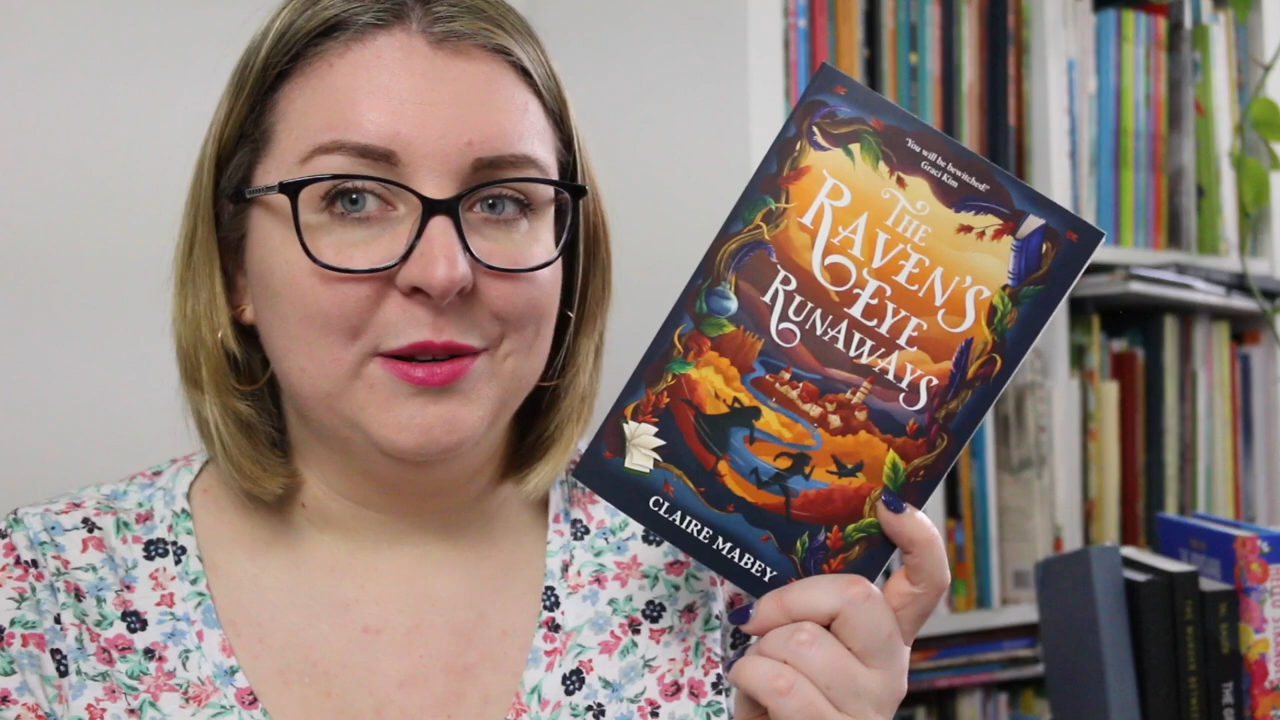 "You will be bewitched!"
Graci Kim
THE
RAVEN'S
EYE
RUNAWAYS
CLAIRE MABEY